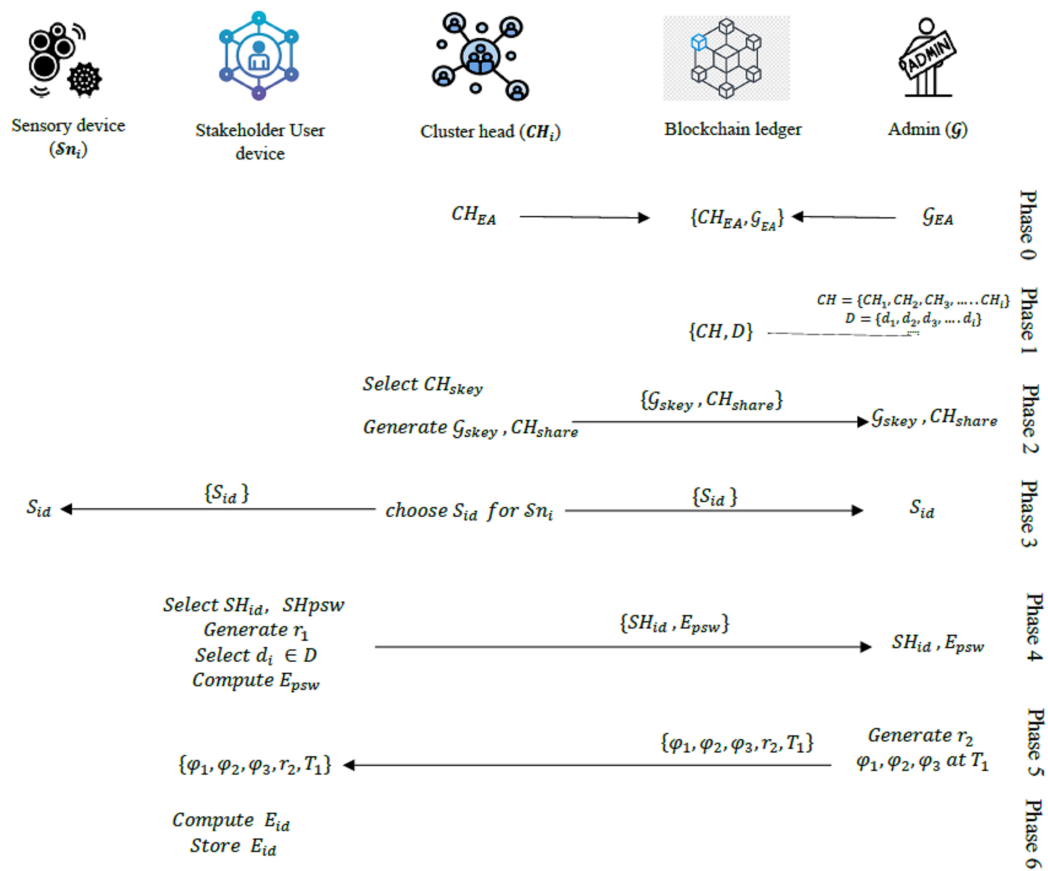 ADMIN
Sensory device
(𝓢n_i)
Stakeholder User
device
Cluster head (CH_i)
Blockchain ledger
Admin (𝒢)
CH_EA
{CH_EA, 𝒢_EA}
𝒢_EA
Phase 0
CH = {CH_1, CH_2, CH_3, ..... CH_i}
D = {d_1, d_2, d_3, .... d_i}
{CH, D}
Phase 1
Select CH_skey
Generate 𝒢_skey , CH_share
{𝒢_skey , CH_share}
𝒢_skey , CH_share
Phase 2
S_id
{S_id }
choose S_id for 𝓢n_i
{S_id }
S_id
Phase 3
Select SH_id, SHpsw
Generate r_1
Select d_i ∈ D
Compute E_psw
{SH_id , E_psw}
SH_id , E_psw
Phase 4
{φ_1, φ_2, φ_3, r_2, T_1}
{φ_1, φ_2, φ_3, r_2, T_1}
Generate r_2
φ_1, φ_2, φ_3 at T_1
Phase 5
Compute E_id
Store E_id
Phase 6